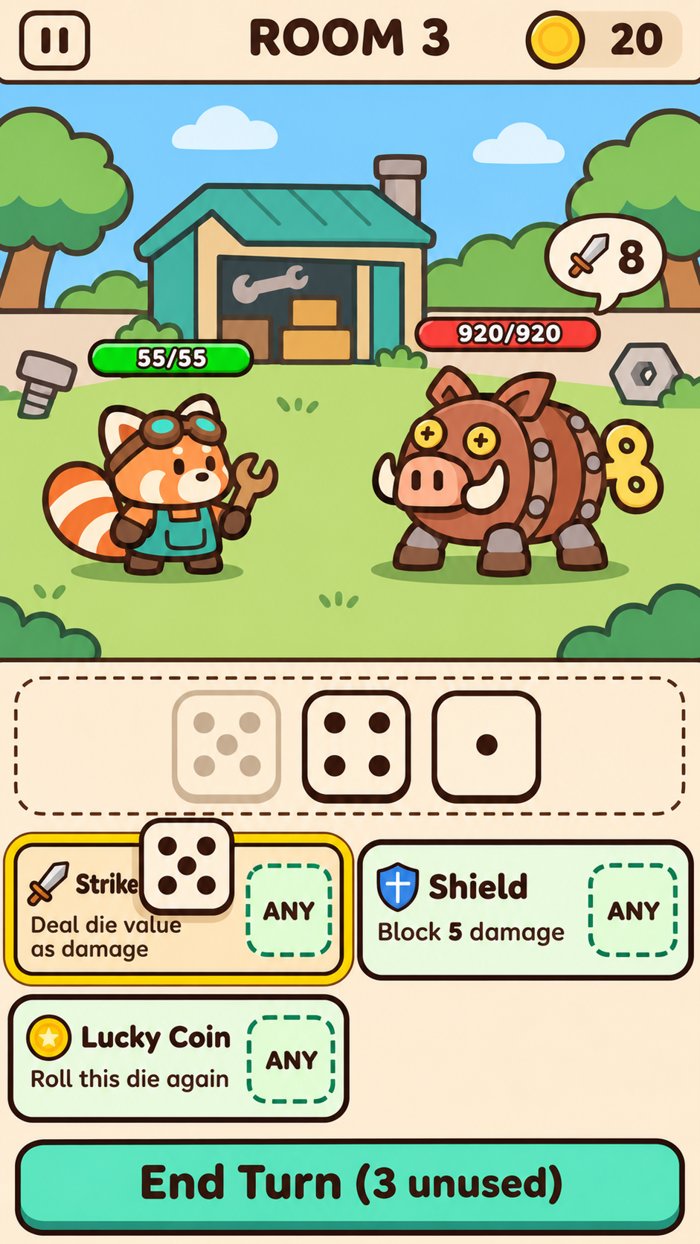 ROOM 3
20
8
920/920
55/55
Strike
Deal die value
as damage
ANY
Shield
Block 5 damage
ANY
Lucky Coin
Roll this die again
ANY
End Turn (3 unused)